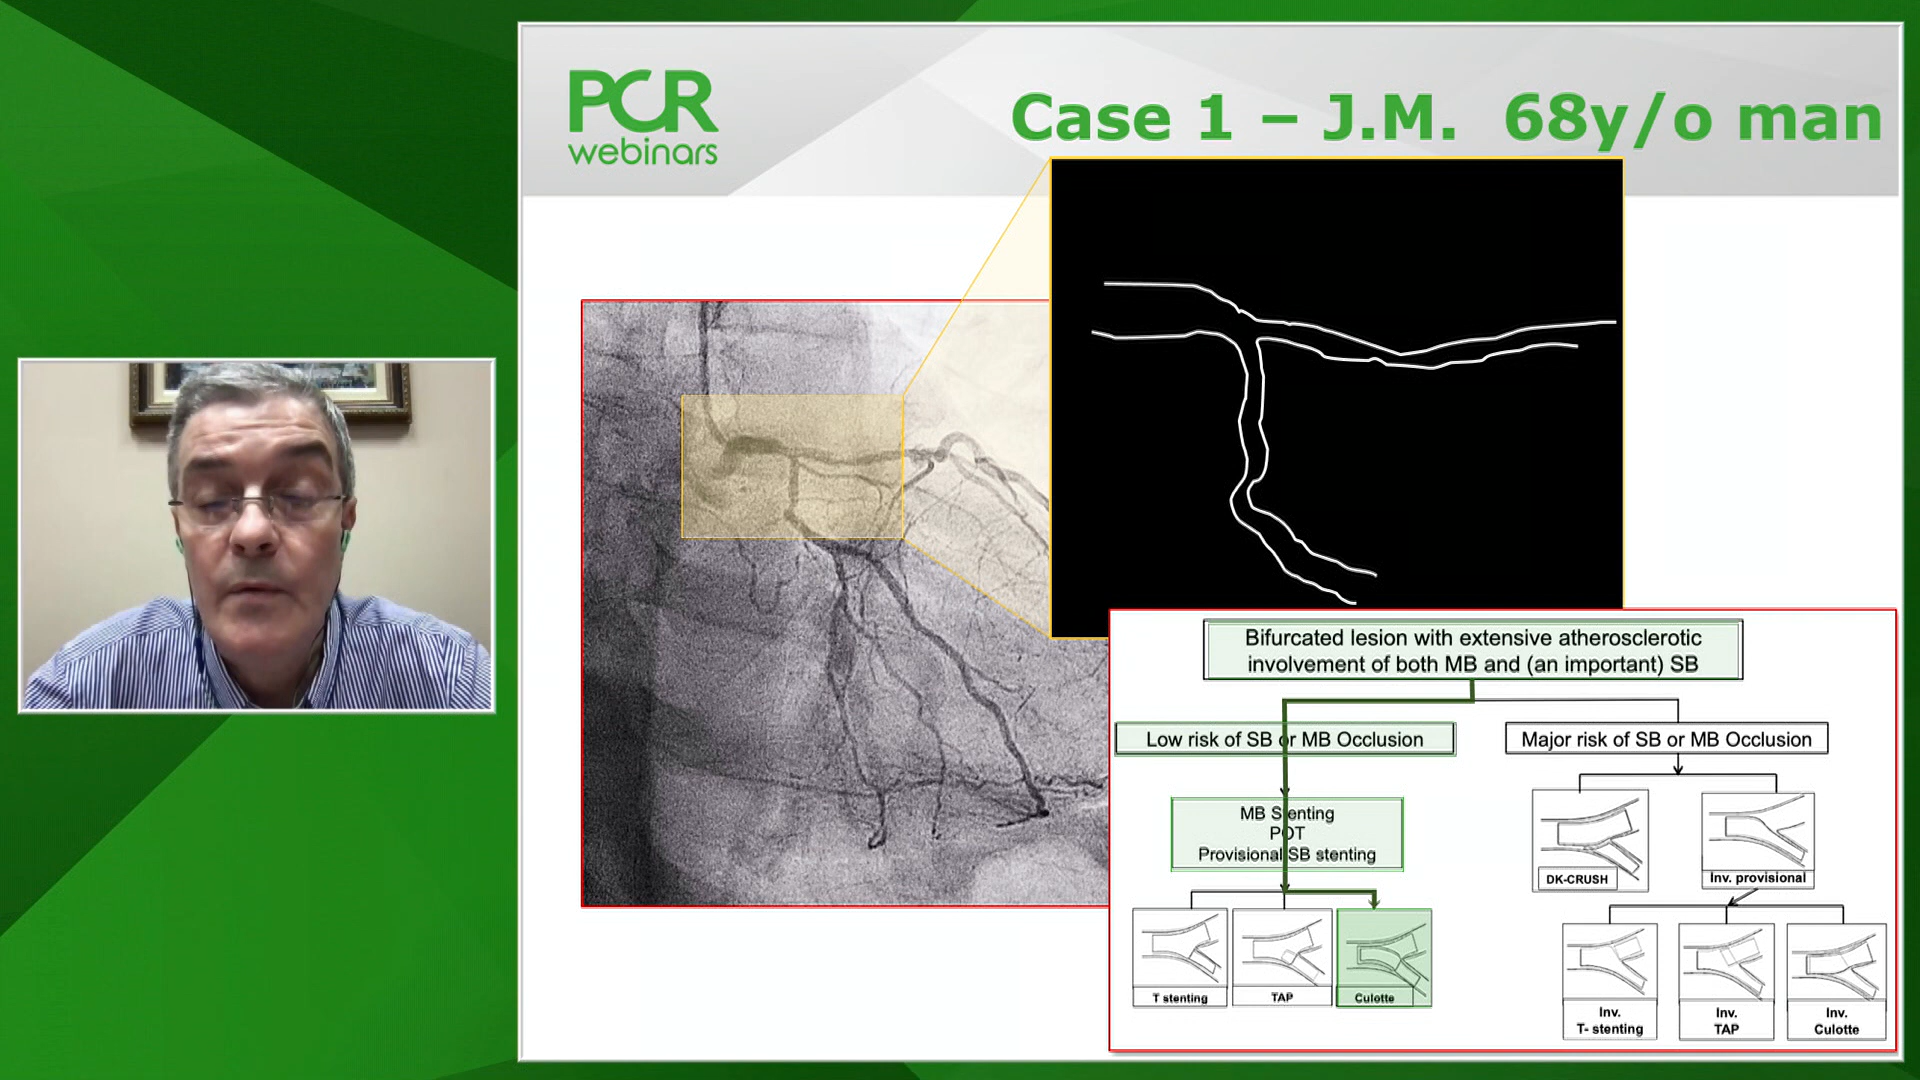 PCR
webinars
Case 1 – J.M. 68y/o man
Bifurcated lesion with extensive atherosclerotic
involvement of both MB and (an important) SB
Low risk of SB or MB Occlusion
Major risk of SB or MB Occlusion
MB Stenting
POT
Provisional SB stenting
DK-CRUSH
Inv. provisional
T stenting
TAP
Culotte
Inv.
T- stenting
Inv.
TAP
Inv.
Culotte